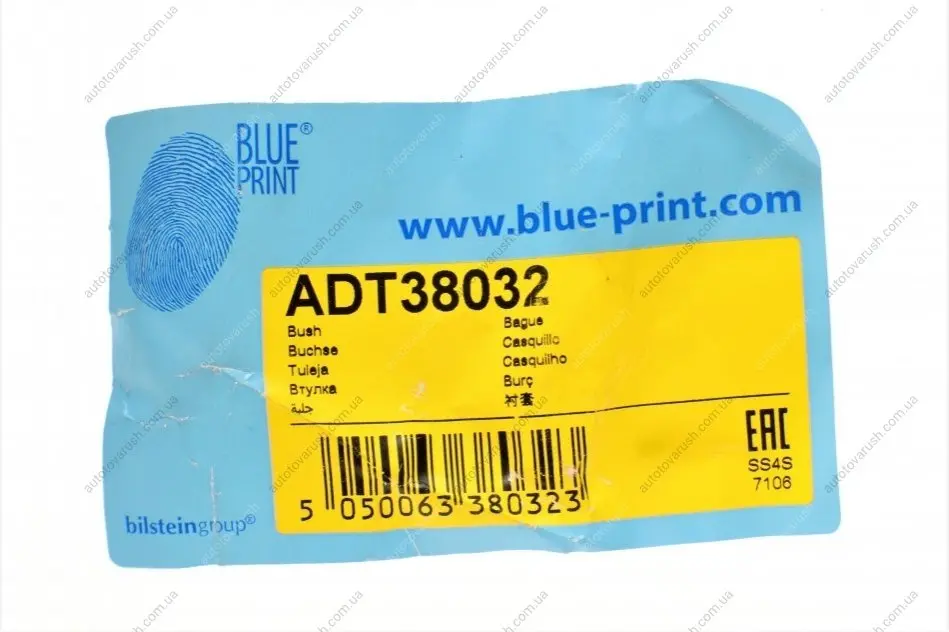 BLUE®
PRINT
www.blue-print.com
ADT38032
Bush
Buchse
Tuleja
Втулка
جلبة
Bague
Casquillo
Casquilho
Burç
衬套
EAC
SS4S
7106
5 050063 380323
bilsteingroup®
autotovarush.com.ua